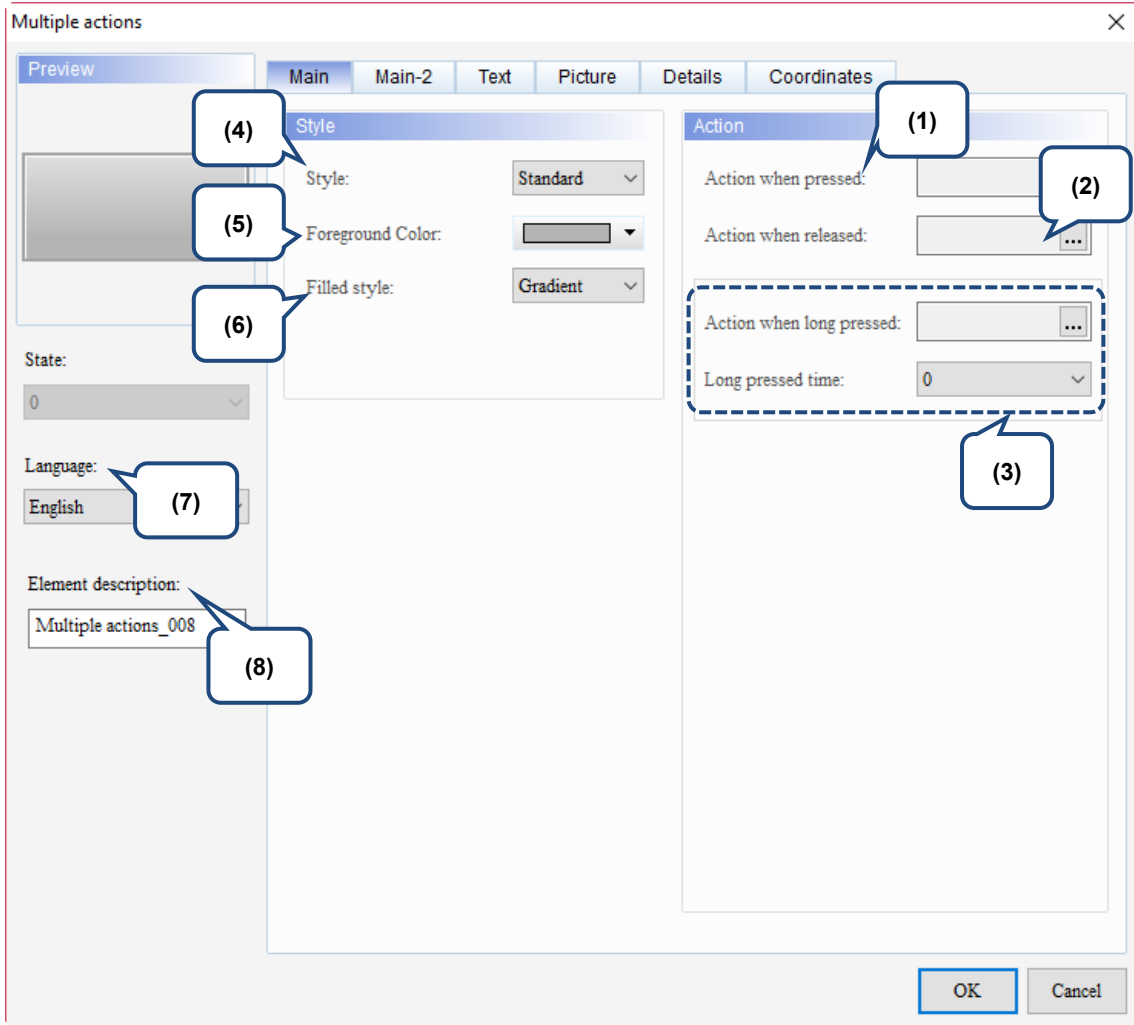 Multiple actions
Preview
Main Main-2 Text Picture Details Coordinates
(4) Style Action (1)
Style: Standard Action when pressed: (2)
(5) Foreground Color: Action when released: ...
(6) Filled style: Gradient
Action when long pressed: ...
State:
0
Long pressed time: 0
(3)
Language:
English (7)
Element description:
Multiple actions_008
(8)
OK Cancel